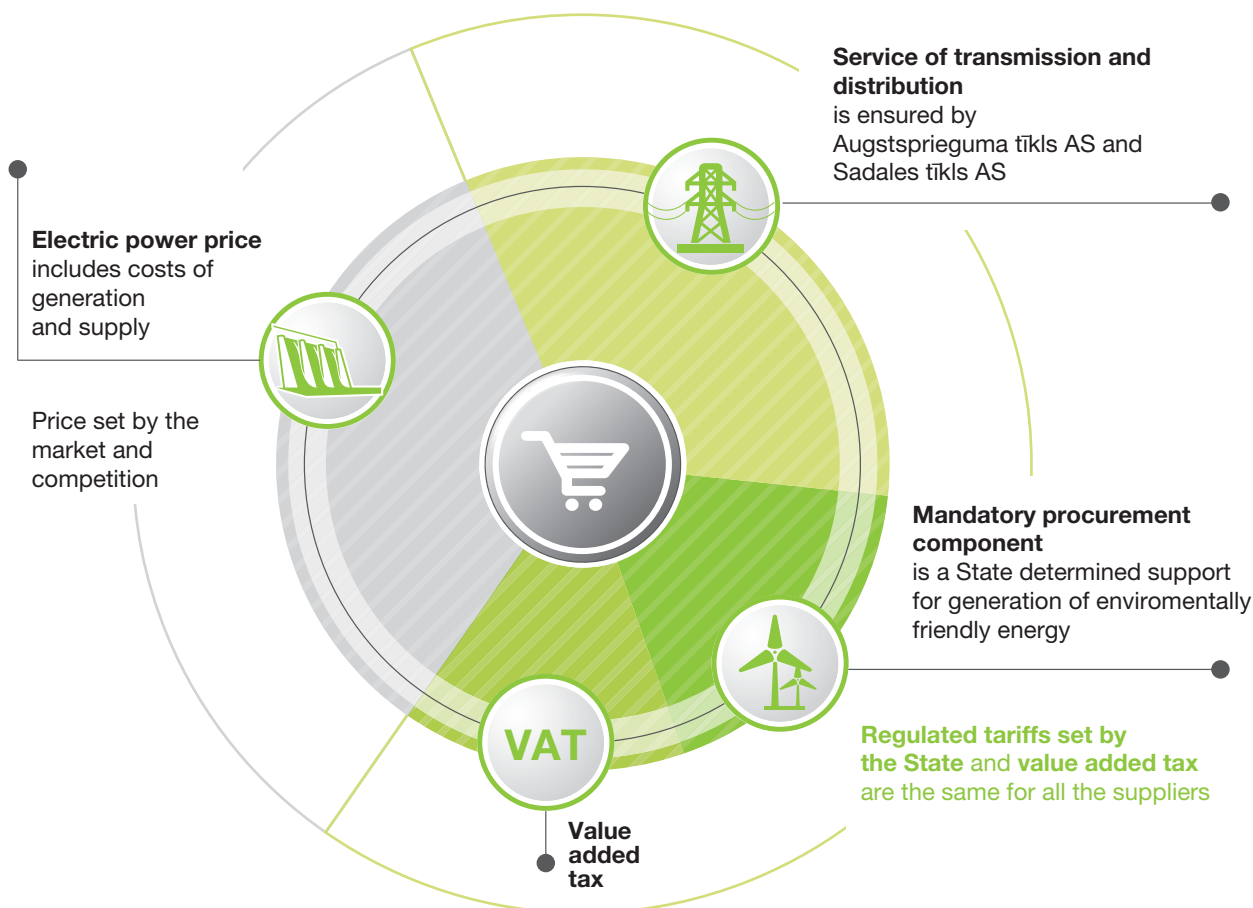 Service of transmission and
distribution
is ensured by
Augstsprieguma tīkls AS and
Sadales tīkls AS
Electric power price
includes costs of
generation
and supply
Price set by the
market and
competition
Mandatory procurement
component
is a State determined support
for generation of enviromentally
friendly energy
Regulated tariffs set by
the State and value added tax
are the same for all the suppliers
VAT
Value
added
tax